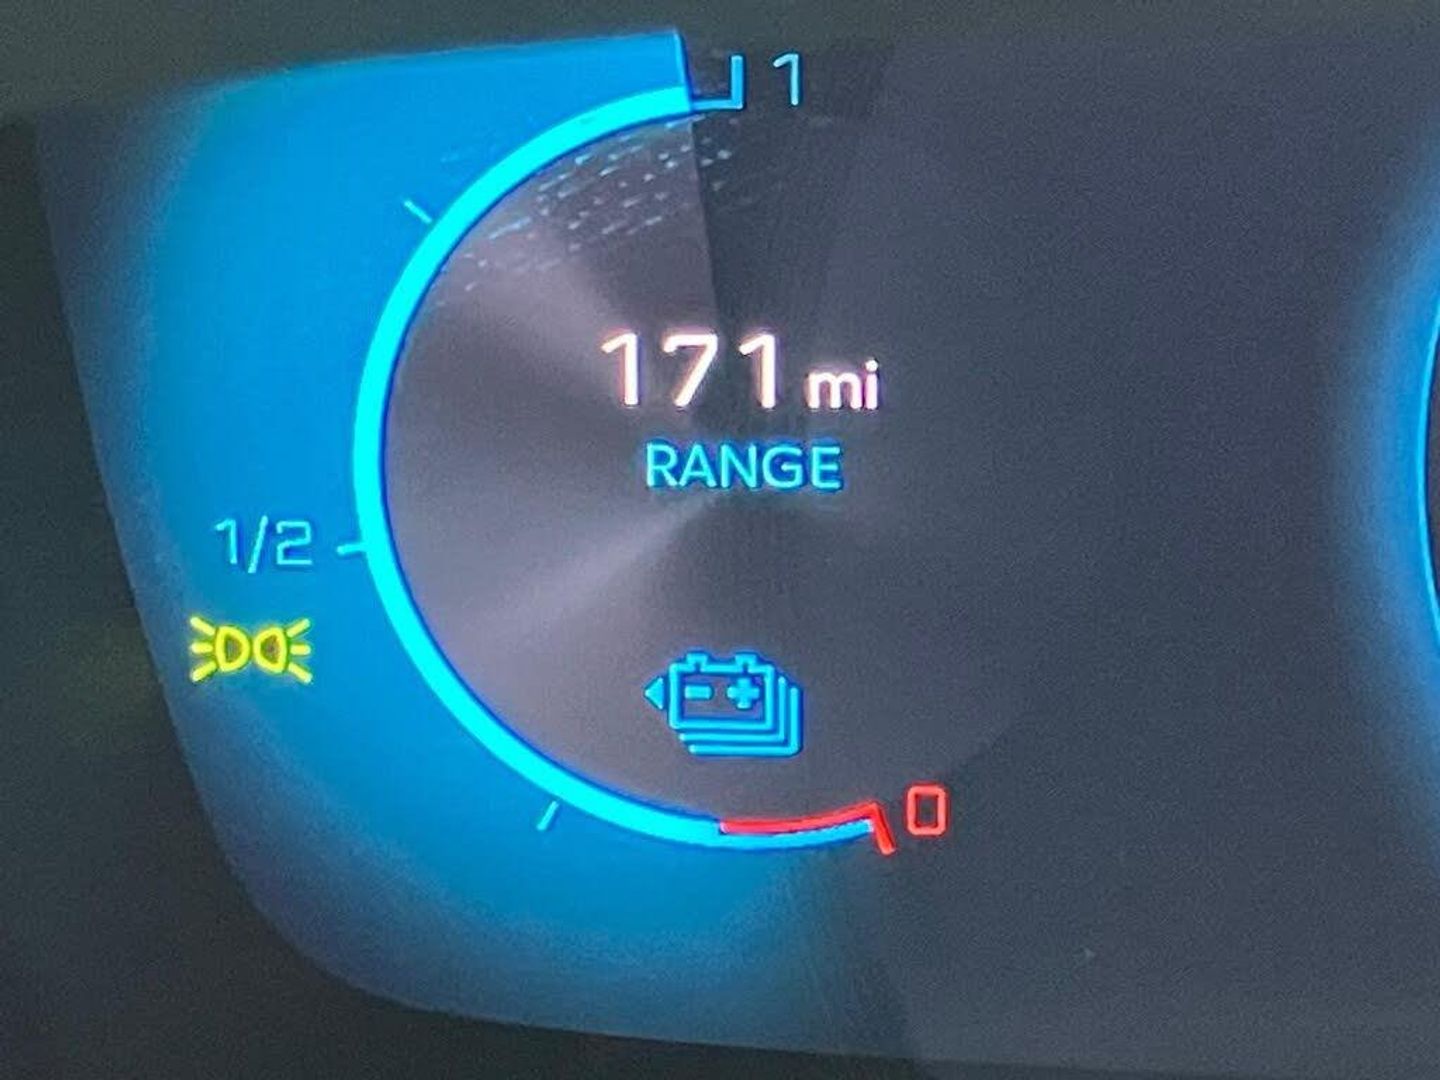 1
171 mi
RANGE
1/2
- +
0